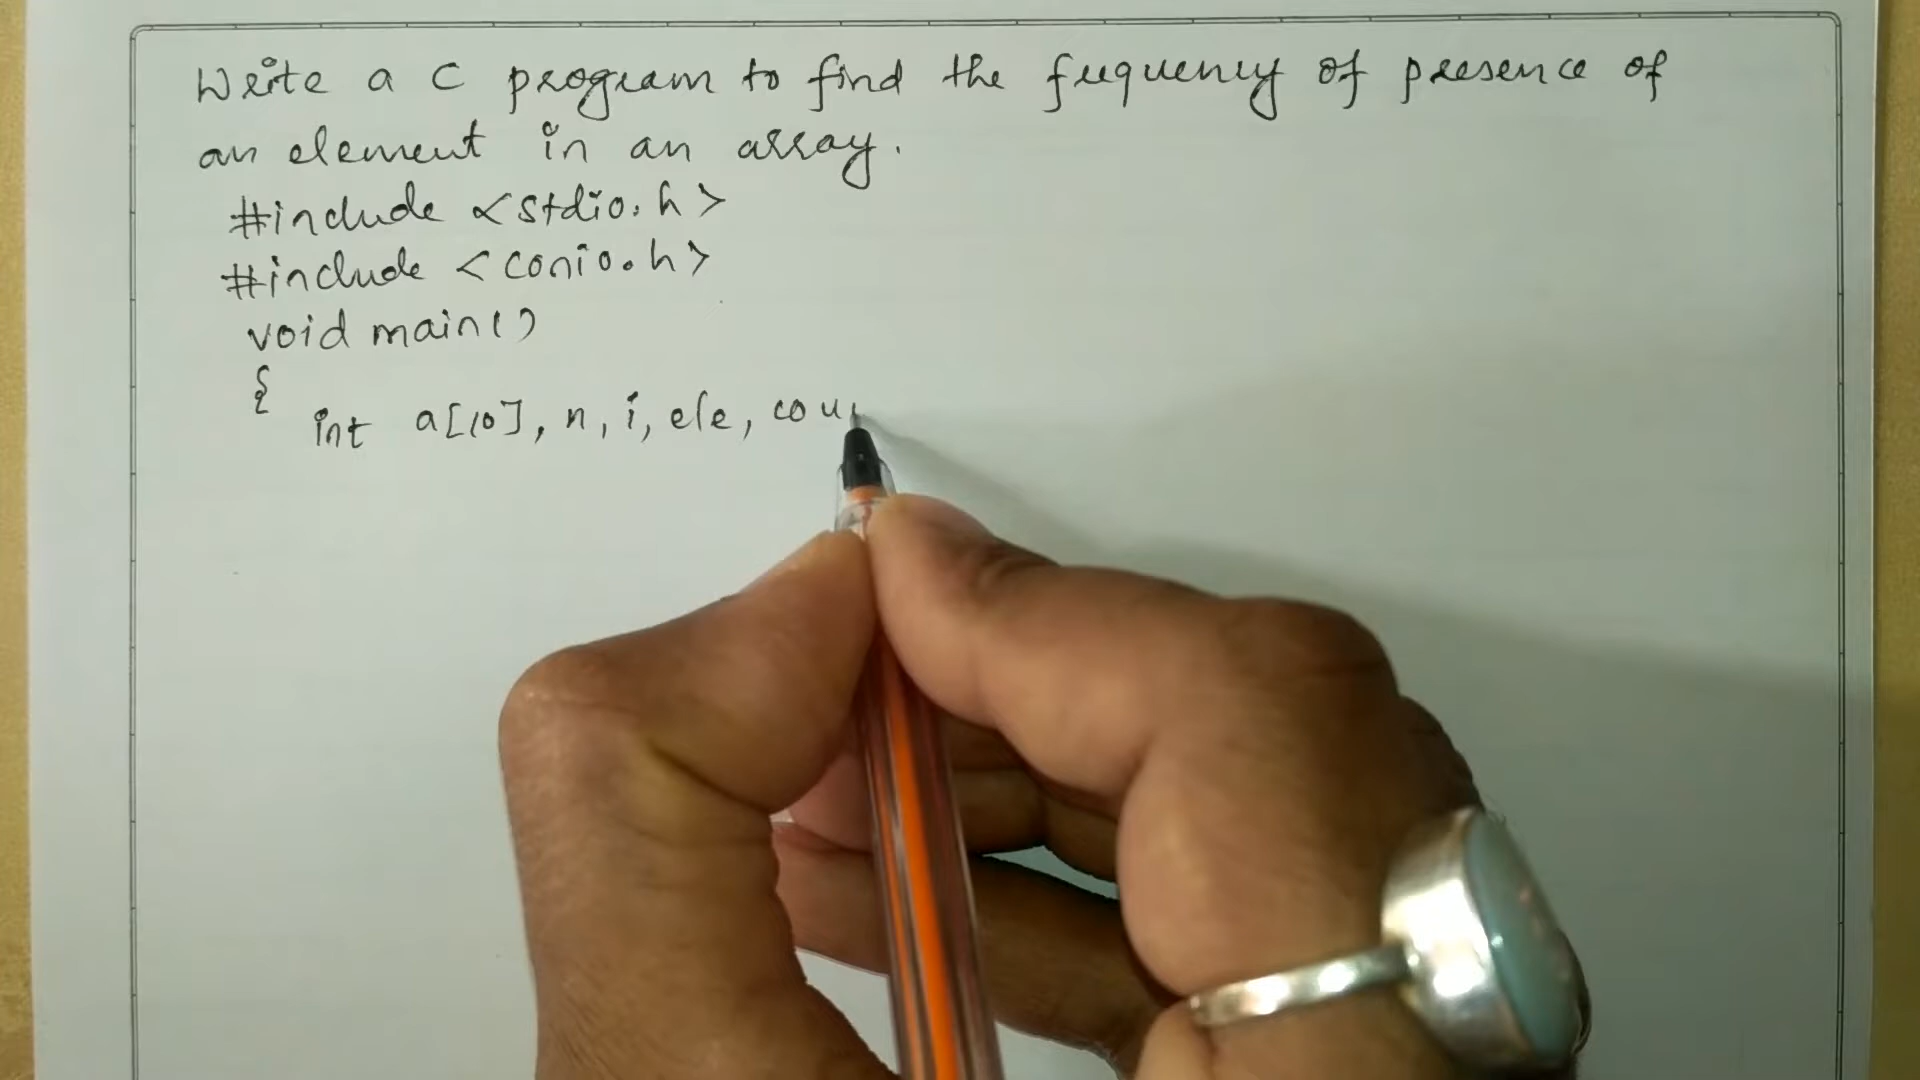 Write a C program to find the fuquency of presence of
an element in an array.
#include <stdio.h>
#include <conio.h>
void main()
{
int a[10], n, i, ele, cou